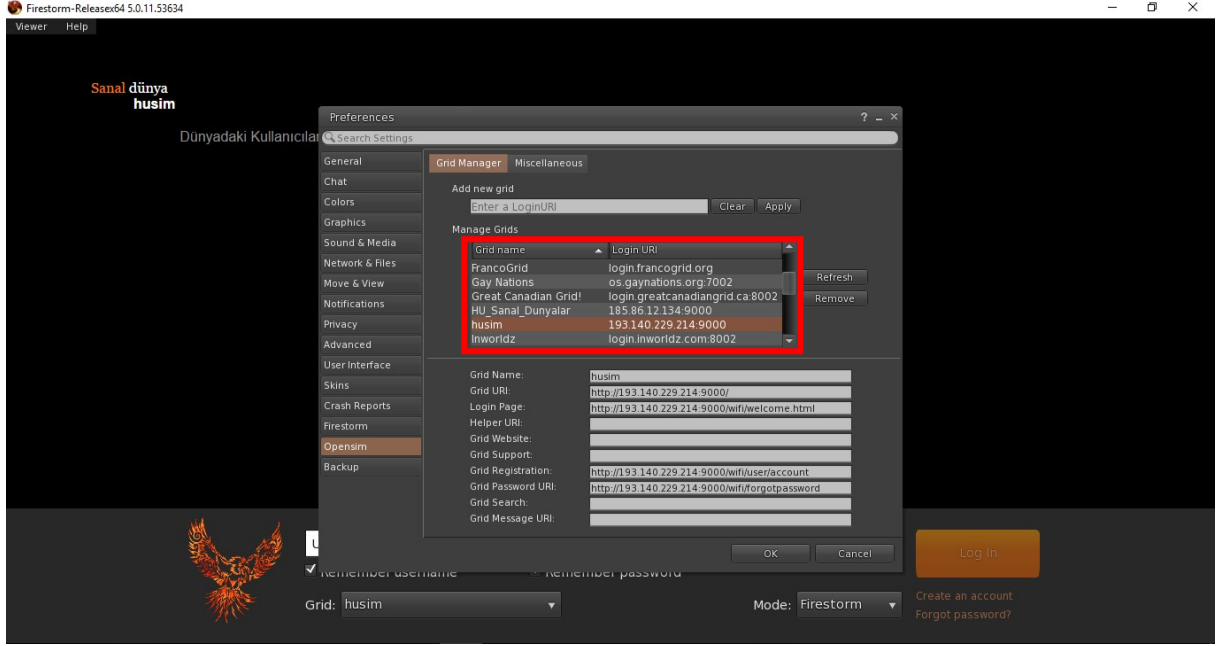 Firestorm-Releasex64 5.0.11.53634
Viewer Help
Sanal dünya
husim
Dünyadaki Kullanıcılar
Preferences
Search Settings
General
Chat
Colors
Graphics
Sound & Media
Network & Files
Move & View
Notifications
Privacy
Advanced
User Interface
Skins
Crash Reports
Firestorm
Opensim
Backup
Grid Manager Miscellaneous
Add new grid
Enter a LoginURI Clear Apply
Manage Grids
Grid name Login URI
FrancoGrid login.francogrid.org
Gay Nations os.gaynations.org:7002
Great Canadian Grid! login.greatcanadiangrid.ca:8002
HU_Sanal_Dunyalar 185.86.12.134:9000
husim 193.140.229.214:9000
Inworldz login.inworldz.com:8002
Refresh
Remove
Grid Name: husim
Grid URI: http://193.140.229.214:9000/
Login Page: http://193.140.229.214:9000/wifi/welcome.html
Helper URI:
Grid Website:
Grid Support:
Grid Registration: http://193.140.229.214:9000/wifi/user/account
Grid Password URI: http://193.140.229.214:9000/wifi/forgotpassword
Grid Search:
Grid Message URI:
OK Cancel
Remember username Remember password
Log In
Grid: husim Mode: Firestorm
Create an account
Forgot password?